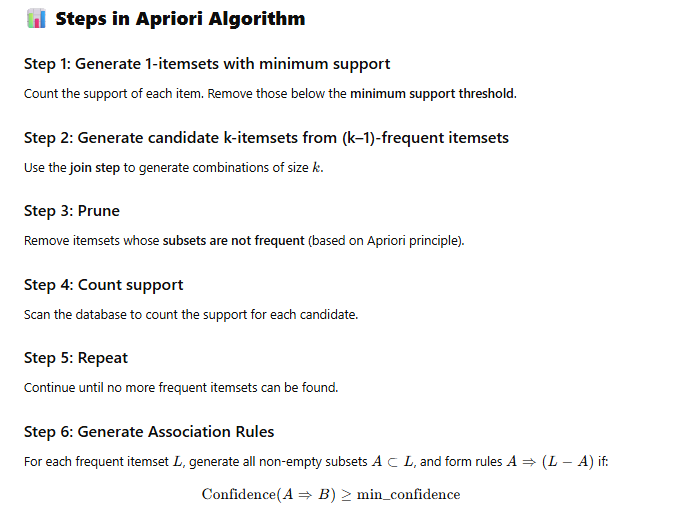 📊 Steps in Apriori Algorithm
Step 1: Generate 1-itemsets with minimum support
Count the support of each item. Remove those below the minimum support threshold.
Step 2: Generate candidate k-itemsets from (k–1)-frequent itemsets
Use the join step to generate combinations of size k.
Step 3: Prune
Remove itemsets whose subsets are not frequent (based on Apriori principle).
Step 4: Count support
Scan the database to count the support for each candidate.
Step 5: Repeat
Continue until no more frequent itemsets can be found.
Step 6: Generate Association Rules
For each frequent itemset L, generate all non-empty subsets A ⊂ L, and form rules A ⇒ (L − A) if:
Confidence(A ⇒ B) ≥ min_confidence